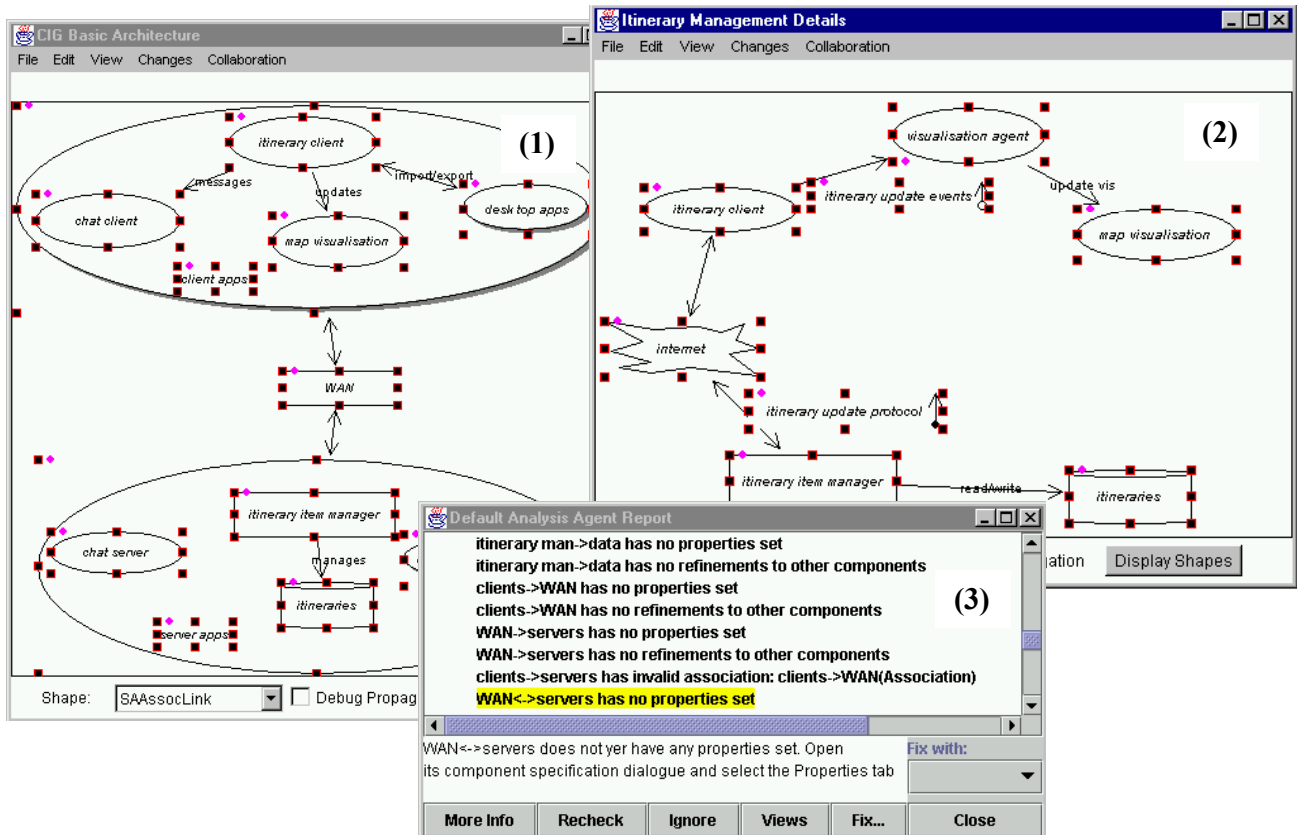 CIG Basic Architecture
File Edit View Changes Collaboration
(1)
itinerary client
messages
updates
import/export
chat client
map visualisation
desktop apps
client apps
WAN
itinerary item manager
chat server
manages
itineraries
server apps
Shape: SAAssocLink Debug Propag
Itinerary Management Details
File Edit View Changes Collaboration
(2)
visualisation agent
itinerary update events
update vis
itinerary client
map visualisation
internet
itinerary update protocol
itinerary item manager
read/write
itineraries
Display Shapes
Default Analysis Agent Report
(3)
itinerary man->data has no properties set
itinerary man->data has no refinements to other components
clients->WAN has no properties set
clients->WAN has no refinements to other components
WAN->servers has no properties set
WAN->servers has no refinements to other components
clients->servers has invalid association: clients->WAN(Association)
WAN<->servers has no properties set
WAN<->servers does not yer have any properties set. Open
its component specification dialogue and select the Properties tab
Fix with:
More Info Recheck Ignore Views Fix... Close